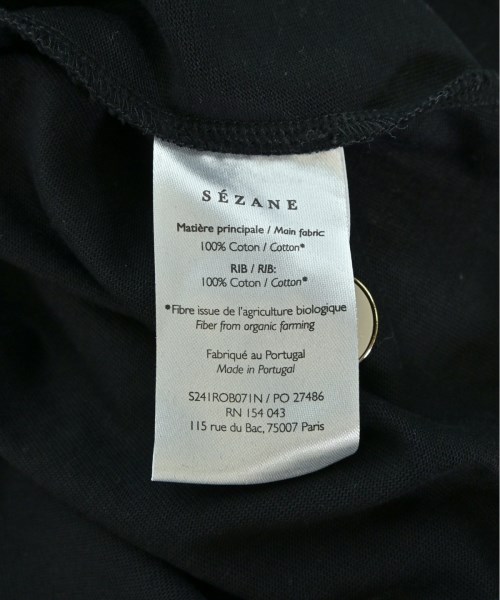 SÉZANE
Matière principale / Main fabric:
100% Coton / Cotton*
RIB / RIB:
100% Coton / Cotton*
*Fibre issue de l'agriculture biologique
Fiber from organic farming
Fabriqué au Portugal
Made in Portugal
S241ROB071N / PO 27486
RN 154 043
115 rue du Bac, 75007 Paris